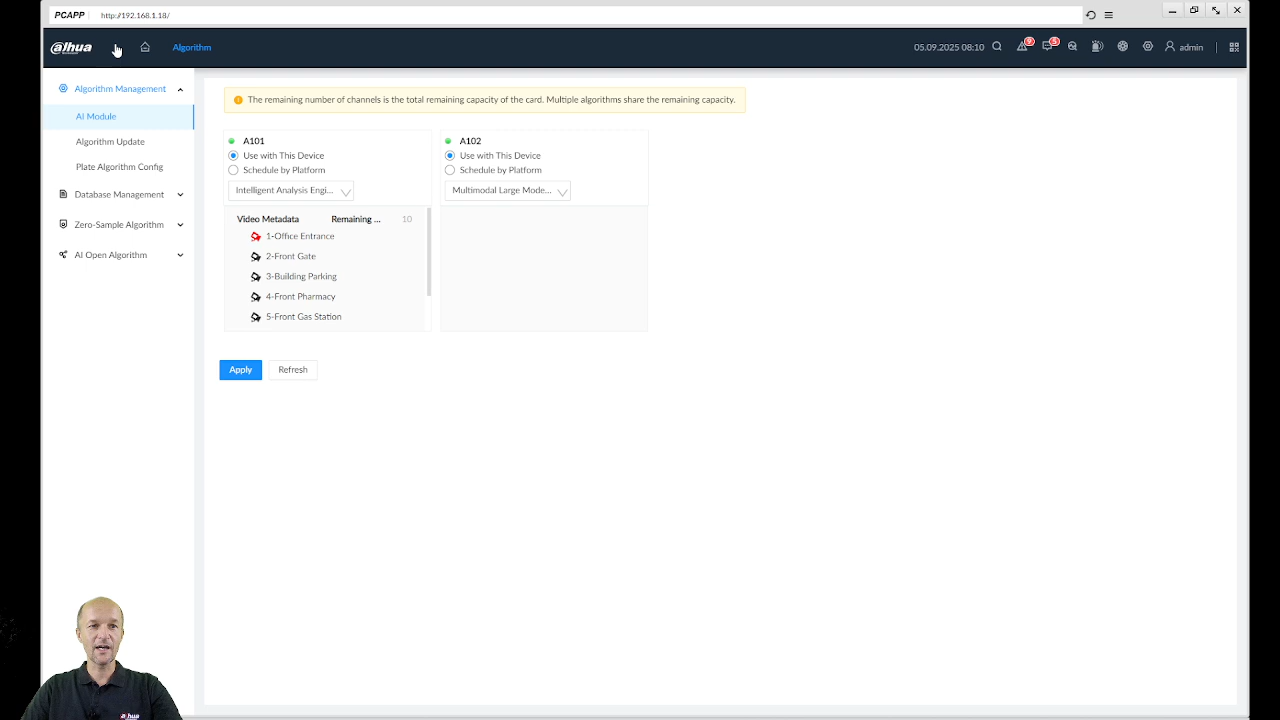 PCAPP http://192.168.1.18/
alhua Algorithm 05.09.2025 08:10 9 5 admin
Algorithm Management
AI Module
Algorithm Update
Plate Algorithm Config
Database Management
Zero-Sample Algorithm
AI Open Algorithm
The remaining number of channels is the total remaining capacity of the card. Multiple algorithms share the remaining capacity.
A101
Use with This Device
Schedule by Platform
Intelligent Analysis Engi...
Video Metadata Remaining ... 10
1-Office Entrance
2-Front Gate
3-Building Parking
4-Front Pharmacy
5-Front Gas Station
A102
Use with This Device
Schedule by Platform
Multimodal Large Mode...
Apply Refresh
alhua